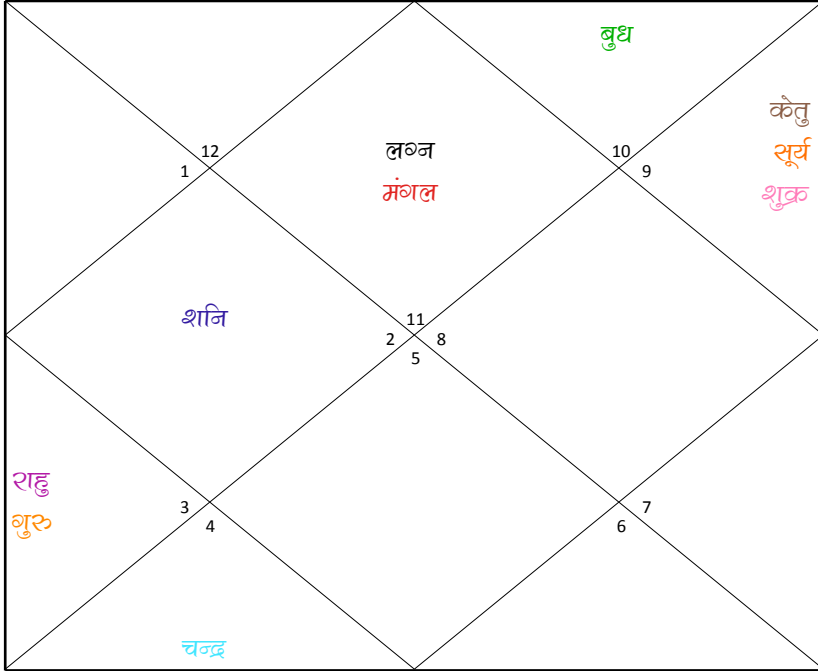 बुध
केतु
सूर्य
शुक्र
लग्न
मंगल
12
1
10
9
शनि
11
2 8
5
राहु
गुरु
3
4
7
6
चन्द्र